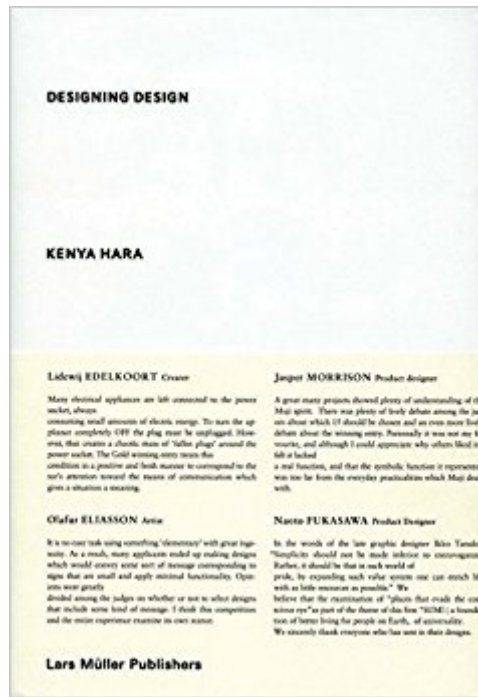 DESIGNING DESIGN
KENYA HARA
Lidewij EDELKOORT Creator
Many electrical appliances are left connected to the power
socket, always
consuming small amounts of electric energy. To turn the ap-
pliance completely OFF the plug must be unplugged. How-
ever, that creates a chaotic mass of "fallen plugs" around the
power socket. The Gold winning entry meets this
condition in a positive and fresh manner to correspond to the
tor's attention toward the means of communication which
gives a situation a meaning.
Olafur ELIASSON Artist
It is no easy task using something "elementary" with great inge-
nuity. As a result, many applicants ended up making designs
which would convey some sort of message corresponding to
signs that are small and apply minimal functionality. Opin-
ions were greatly
divided among the judges on whether or not to select designs
that include some kind of message. I think this competition
and the entire experience examine its own stance.
Jasper MORRISON Product designer
A great many projects showed plenty of understanding of th
Muji spirit. There was plenty of lively debate among the ju
ors about which 15 should be chosen and an even more livel
debate about the winning entry. Personally it was not my f
vourite, and although I could appreciate why others liked it
felt it lacked
a real function, and that the symbolic function it represente
was too far from the everyday practicalities which Muji dea
with.
Naoto FUKASAWA Product Designer
In the words of the late graphic designer Ikko Tanak
"Simplicity should not be made inferior to extravagance
Rather, it should be that in such world of
pride, by expanding such value system one can enrich li
with as little resources as possible." We
believe that the examination of "places that evade the con
scious eye" as part of the theme of this first "SUMI ( a founda
tion of better living for people on Earth, of universality.
We sincerely thank everyone who has sent in their designs.
Lars Müller Publishers